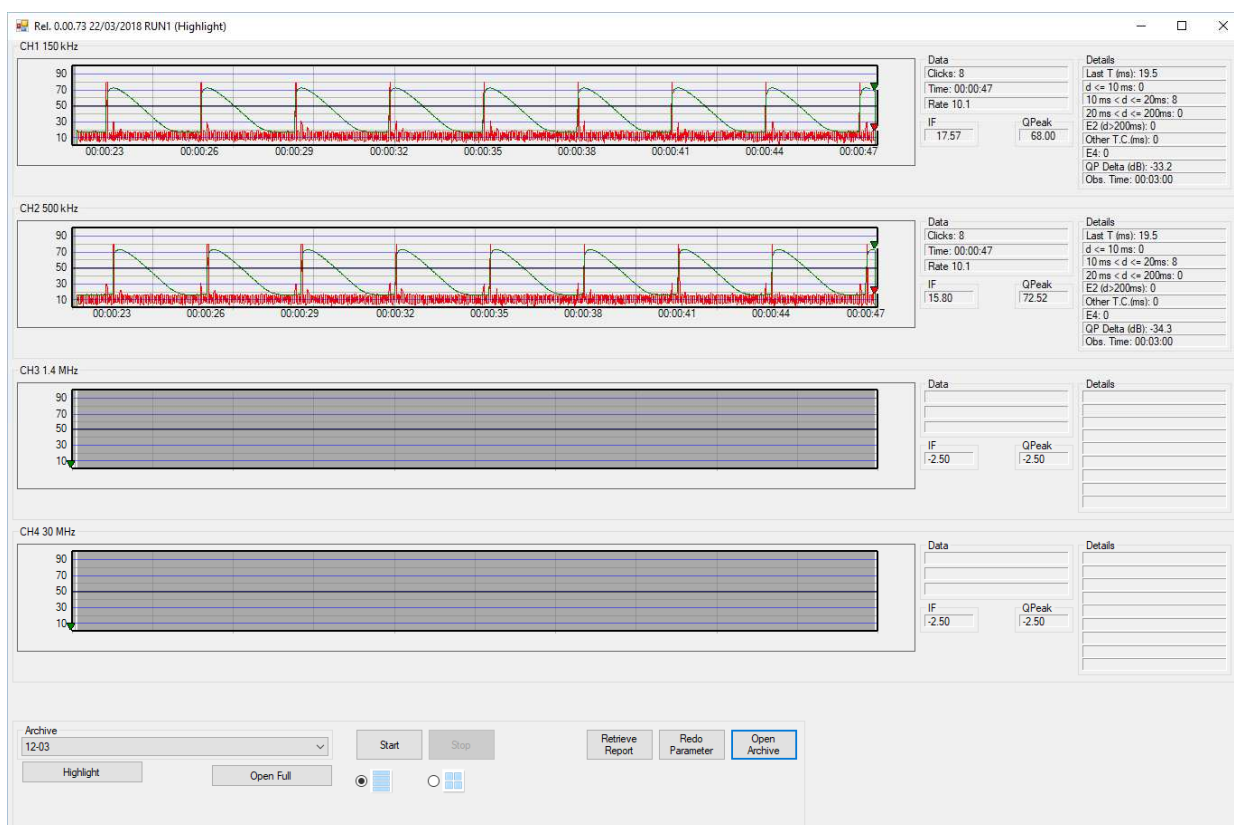 Rel. 0.00.73 22/03/2018 RUN1 (Highlight)
CH1 150 kHz
90
70
50
30
10
00:00:23 00:00:26 00:00:29 00:00:32 00:00:35 00:00:38 00:00:41 00:00:44 00:00:47
Data
Clicks: 8
Time: 00:00:47
Rate 10.1
IF QPeak
17.57 68.00
Details
Last T (ms): 19.5
d <= 10 ms: 0
10 ms < d <= 20ms: 8
20 ms < d <= 200ms: 0
E2 (d>200ms): 0
Other T.C.(ms): 0
E4: 0
QP Delta (dB): -33.2
Obs. Time: 00:03:00
CH2 500 kHz
90
70
50
30
10
00:00:23 00:00:26 00:00:29 00:00:32 00:00:35 00:00:38 00:00:41 00:00:44 00:00:47
Data
Clicks: 8
Time: 00:00:47
Rate 10.1
IF QPeak
15.80 72.52
Details
Last T (ms): 19.5
d <= 10 ms: 0
10 ms < d <= 20ms: 8
20 ms < d <= 200ms: 0
E2 (d>200ms): 0
Other T.C.(ms): 0
E4: 0
QP Delta (dB): -34.3
Obs. Time: 00:03:00
CH3 1.4 MHz
90
70
50
30
10
Data
IF QPeak
-2.50 -2.50
Details
CH4 30 MHz
90
70
50
30
10
Data
IF QPeak
-2.50 -2.50
Details
Archive
12-03
Highlight
Open Full
Start
Stop
Retrieve
Report
Redo
Parameter
Open
Archive